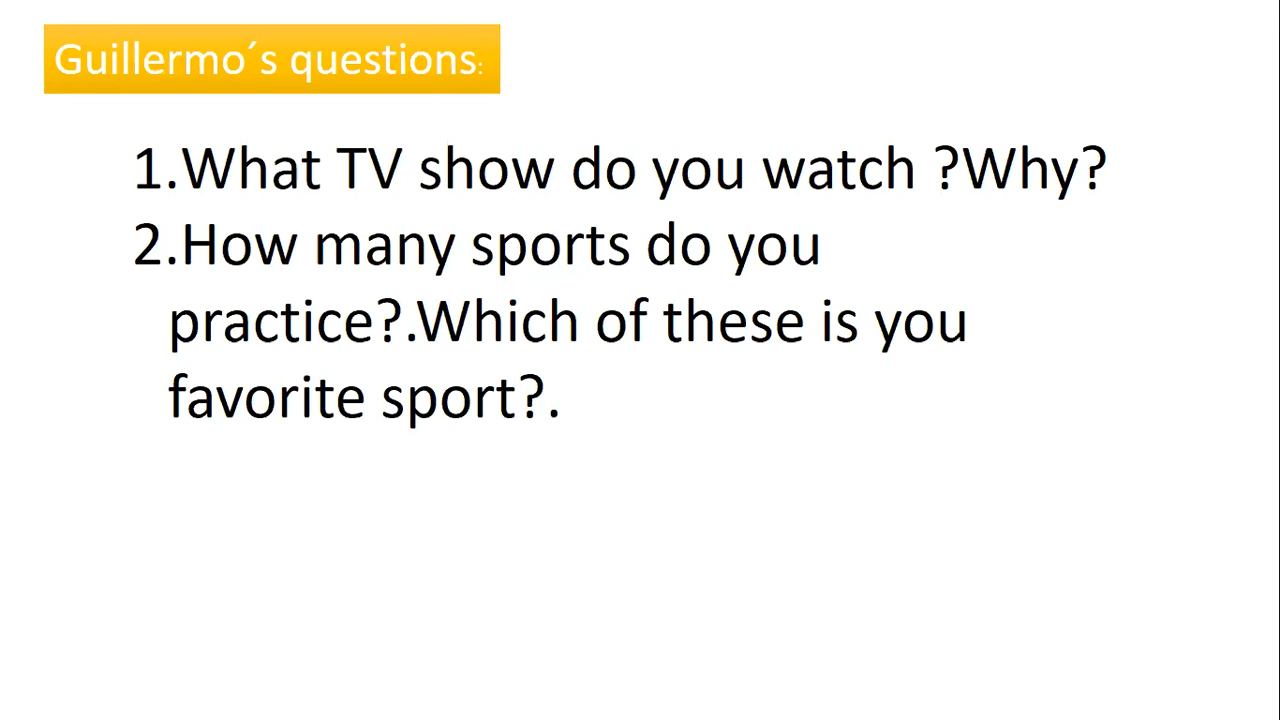 Guillermo´s questions:
1.What TV show do you watch ?Why?
2.How many sports do you
practice?.Which of these is you
favorite sport?.